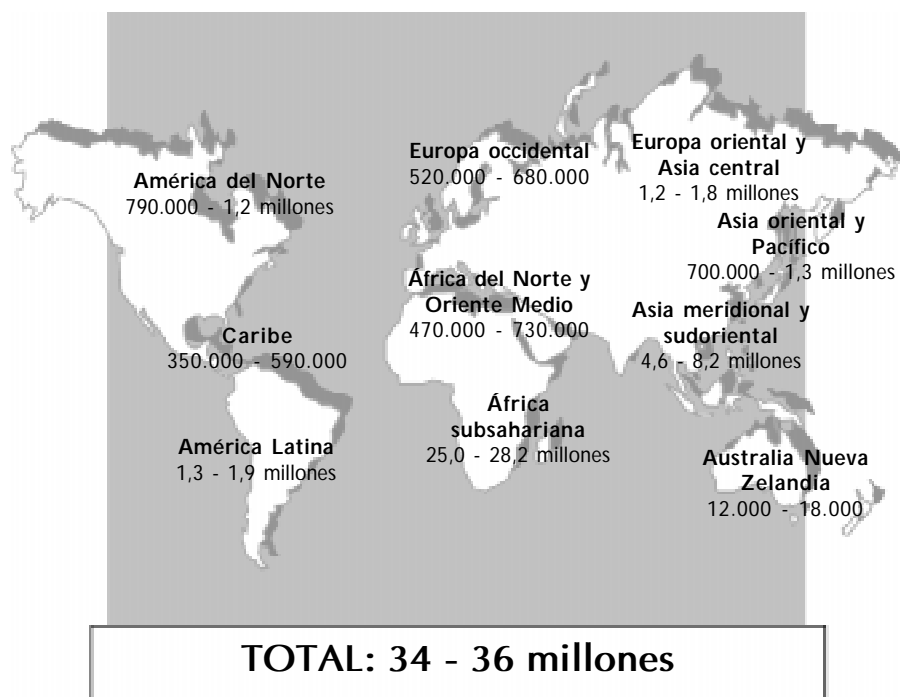 América del Norte
790.000 - 1,2 millones
Europa occidental
520.000 - 680.000
Europa oriental y
Asia central
1,2 - 1,8 millones
Asia oriental y
Pacífico
700.000 - 1,3 millones
África del Norte y
Oriente Medio
470.000 - 730.000
Asia meridional y
sudoriental
4,6 - 8,2 millones
Caribe
350.000 - 590.000
América Latina
1,3 - 1,9 millones
África
subsahariana
25,0 - 28,2 millones
Australia Nueva
Zelandia
12.000 - 18.000
TOTAL: 34 - 36 millones